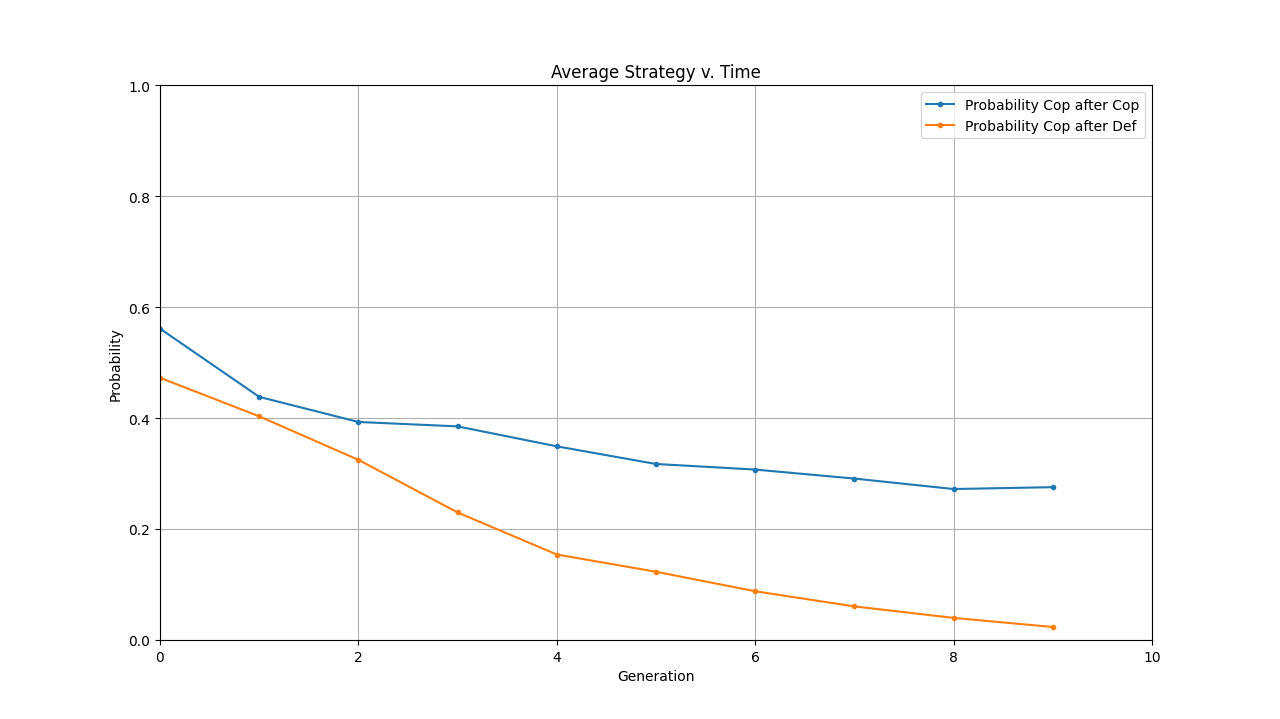 Average Strategy v. Time
Probability Cop after Cop
Probability Cop after Def
1.0
0.8
0.6
0.4
0.2
0.0
Probability
0 2 4 6 8 10
Generation